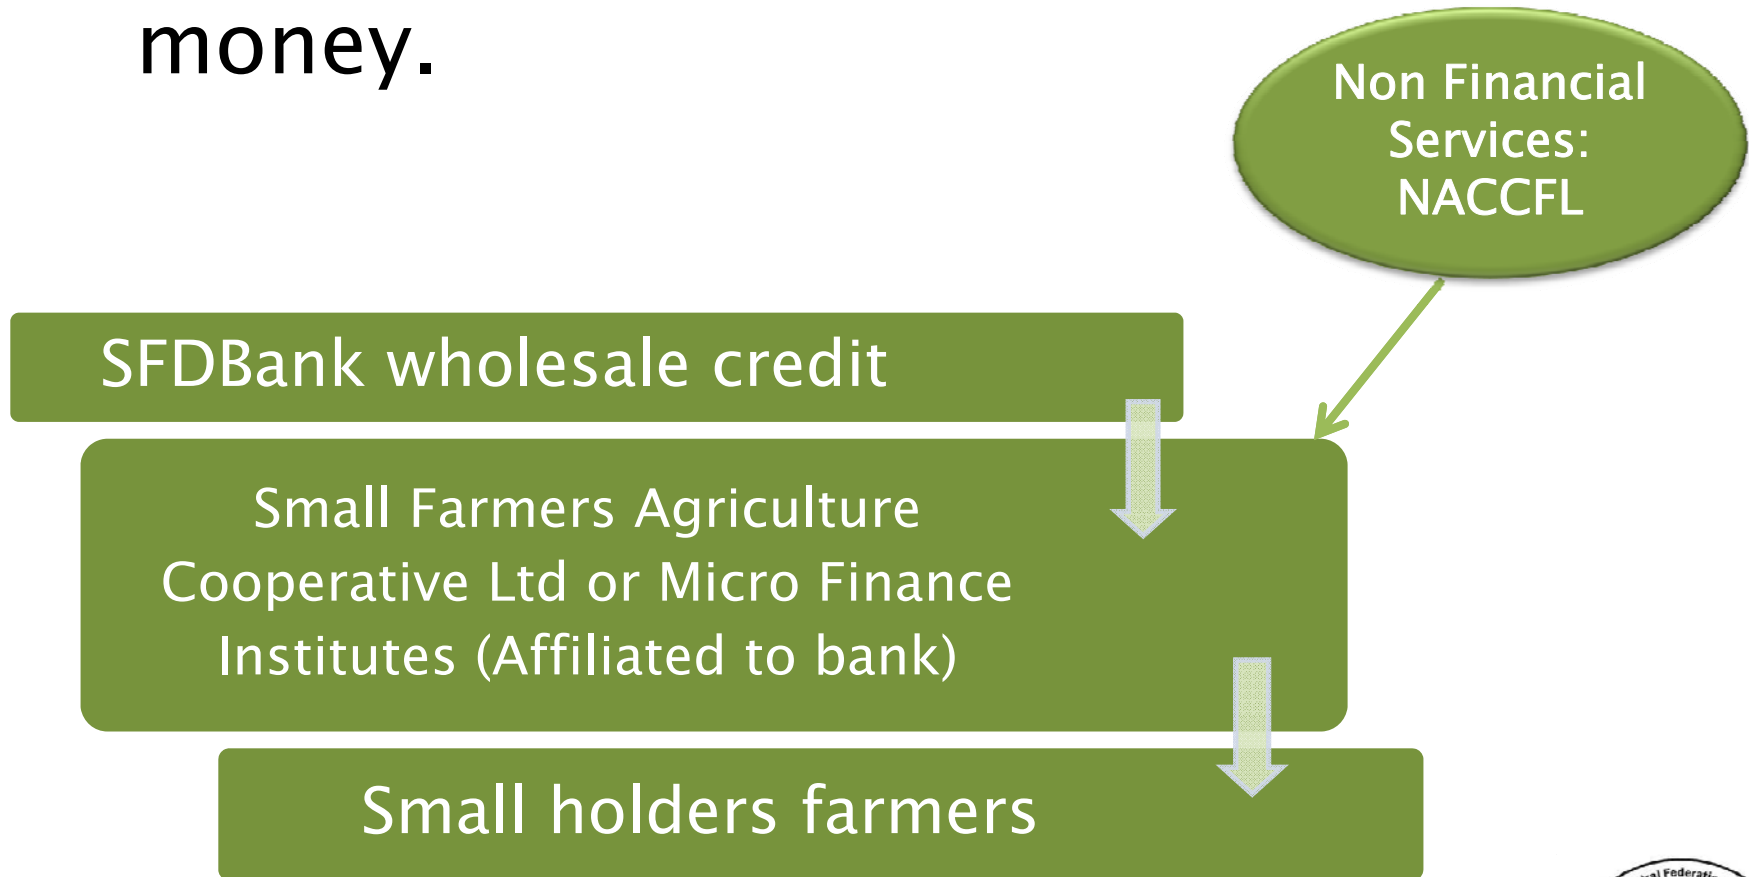 money.
Non Financial
Services:
NACCFL
SFDBank wholesale credit
Small Farmers Agriculture
Cooperative Ltd or Micro Finance
Institutes (Affiliated to bank)
Small holders farmers